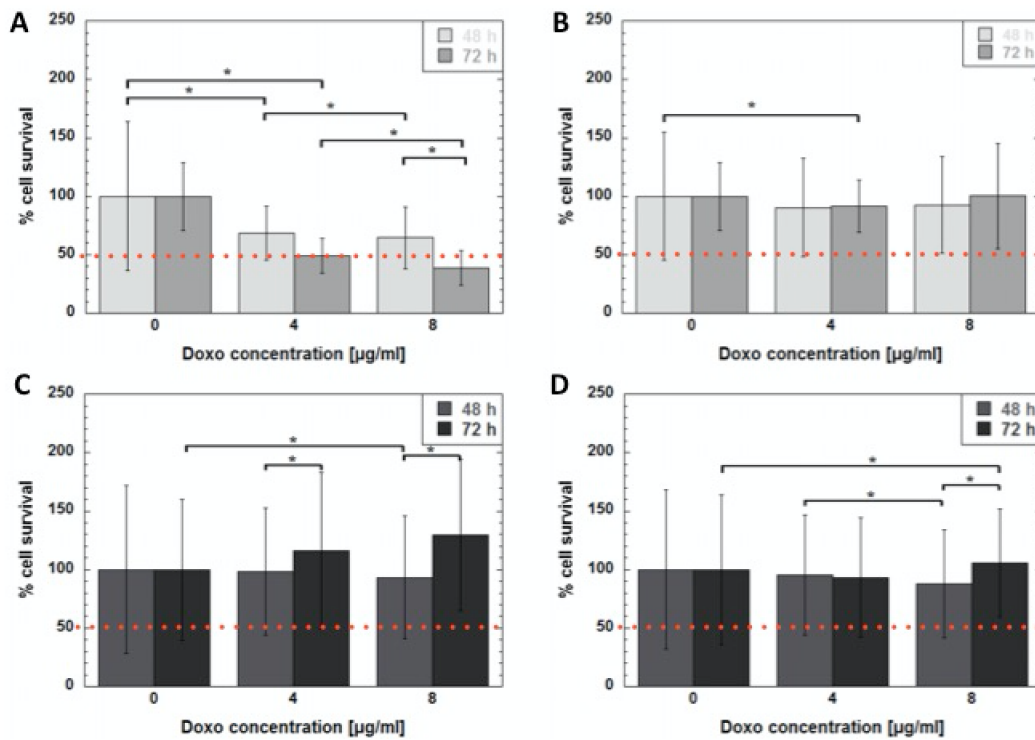 A
250
200
150
100
50
0
% cell survival
48 h
72 h
*
*
*
*
*
0 4 8
Doxo concentration [µg/ml]
B
250
200
150
100
50
0
% cell survival
48 h
72 h
*
0 4 8
Doxo concentration [µg/ml]
C
250
200
150
100
50
0
% cell survival
48 h
72 h
*
*
*
0 4 8
Doxo concentration [µg/ml]
D
250
200
150
100
50
0
% cell survival
48 h
72 h
*
*
*
0 4 8
Doxo concentration [µg/ml]